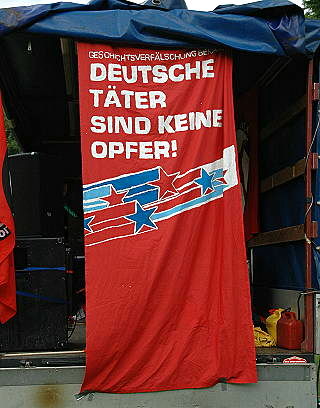 GESCHICHTSVERFÄLSCHUNG
DEUTSCHE
TÄTER
SIND KEINE
OPFER!